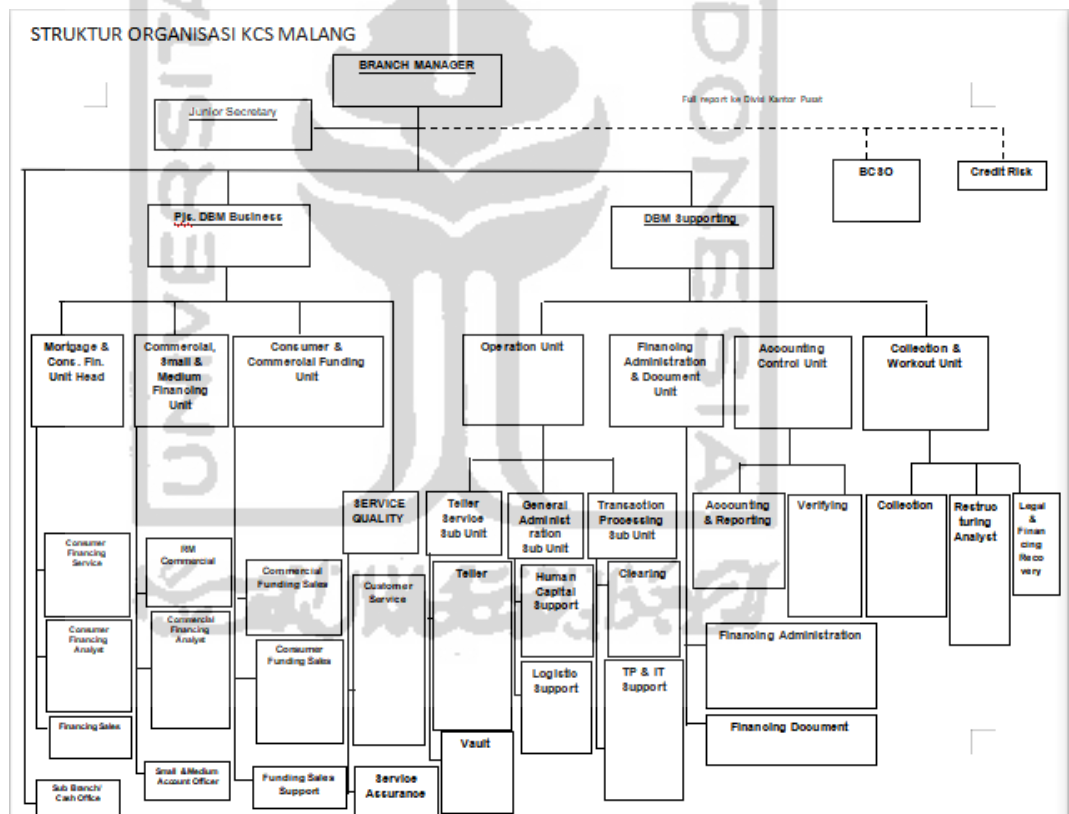 STRUKTUR ORGANISASI KCS MALANG
BRANCH MANAGER
Junior Secretary
Full report ke Divisi Kantor Pusat
BCSO
Credit Risk
Pjs. DBM Business
DBM Supporting
Mortgage &
Cons. Fin.
Unit Head
Commercial,
Small &
Medium
Financing
Unit
Consumer &
Commercial Funding
Unit
Operation Unit
Financing
Administration
& Document
Unit
Accounting
Control Unit
Collection &
Workout Unit
SERVICE
QUALITY
Teller
Service
Sub Unit
General
Administ
ration
Sub Unit
Transaction
Processing
Sub Unit
Accounting
& Reporting
Verifying
Collection
Restruc
turing
Analyst
Legal
&
Finan
cing
Reco
very
Consumer
Financing
Service
RM
Commercial
Commercial
Funding Sales
Customer
Service
Teller
Human
Capital
Support
Clearing
Consumer
Financing
Analyst
Commercial
Financing
Analyst
Consumer
Funding Sales
Logistic
Support
TP & IT
Support
Financing Administration
Financing Sales
Vault
Financing Document
Sub Branch/
Cash Office
Small &Medium
Account Officer
Funding Sales
Support
Service
Assurance
UNIVERSITA
INDONESIA